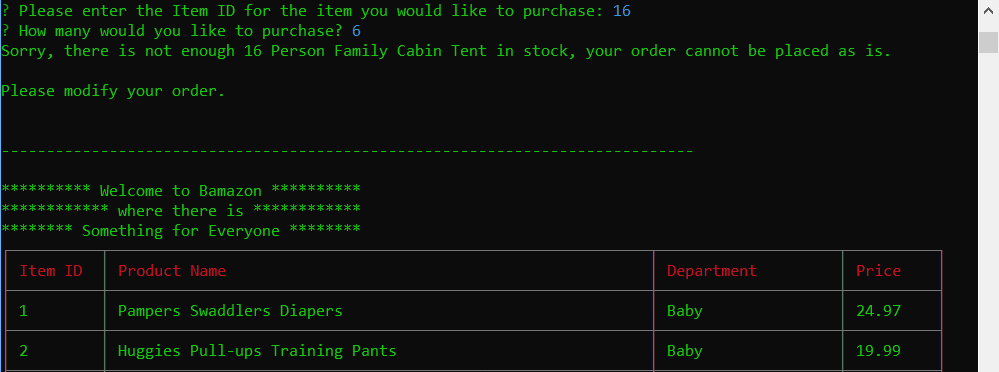 ? Please enter the Item ID for the item you would like to purchase: 16
? How many would you like to purchase? 6
Sorry, there is not enough 16 Person Family Cabin Tent in stock, your order cannot be placed as is.
Please modify your order.
-----------------------------------------------------------------------------
********** Welcome to Bamazon **********
************ where there is ************
******** Something for Everyone ********
Item ID Product Name Department Price
1 Pampers Swaddlers Diapers Baby 24.97
2 Huggies Pull-ups Training Pants Baby 19.99